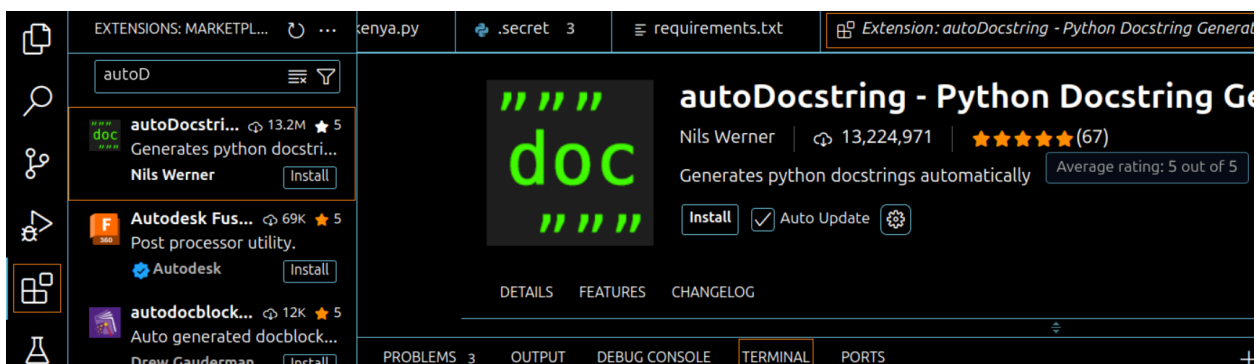 EXTENSIONS: MARKETPL...
autoD
autoDocstri... 13.2M 5
Generates python docstri...
Nils Werner Install
Autodesk Fus... 69K 5
Post processor utility.
Autodesk Install
autodocblock... 12K 5
Auto generated docblock...
Drew Gauderman Install
kenya.py .secret 3 requirements.txt Extension: autoDocstring - Python Docstring Generat
""" doc """
autoDocstring - Python Docstring Ge
Nils Werner 13,224,971 (67)
Generates python docstrings automatically
Average rating: 5 out of 5
Install Auto Update
DETAILS FEATURES CHANGELOG
PROBLEMS 3 OUTPUT DEBUG CONSOLE TERMINAL PORTS